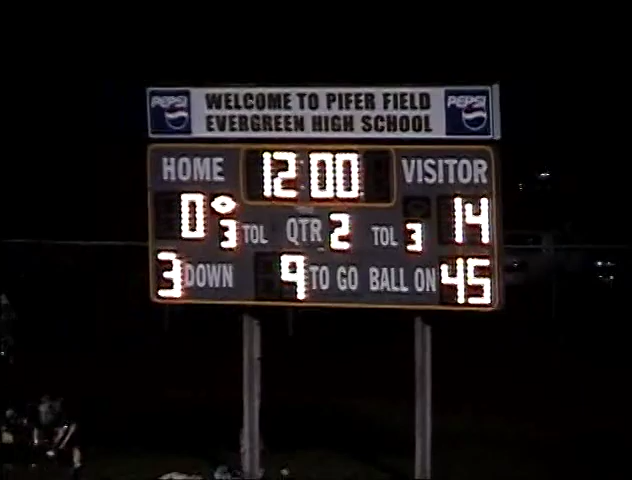 PEPSI WELCOME TO PIFER FIELD PEPSI
EVERGREEN HIGH SCHOOL
HOME 12:00 VISITOR
0 3 TOL QTR 2 TOL 3 14
3 DOWN 9 TO GO BALL ON 45